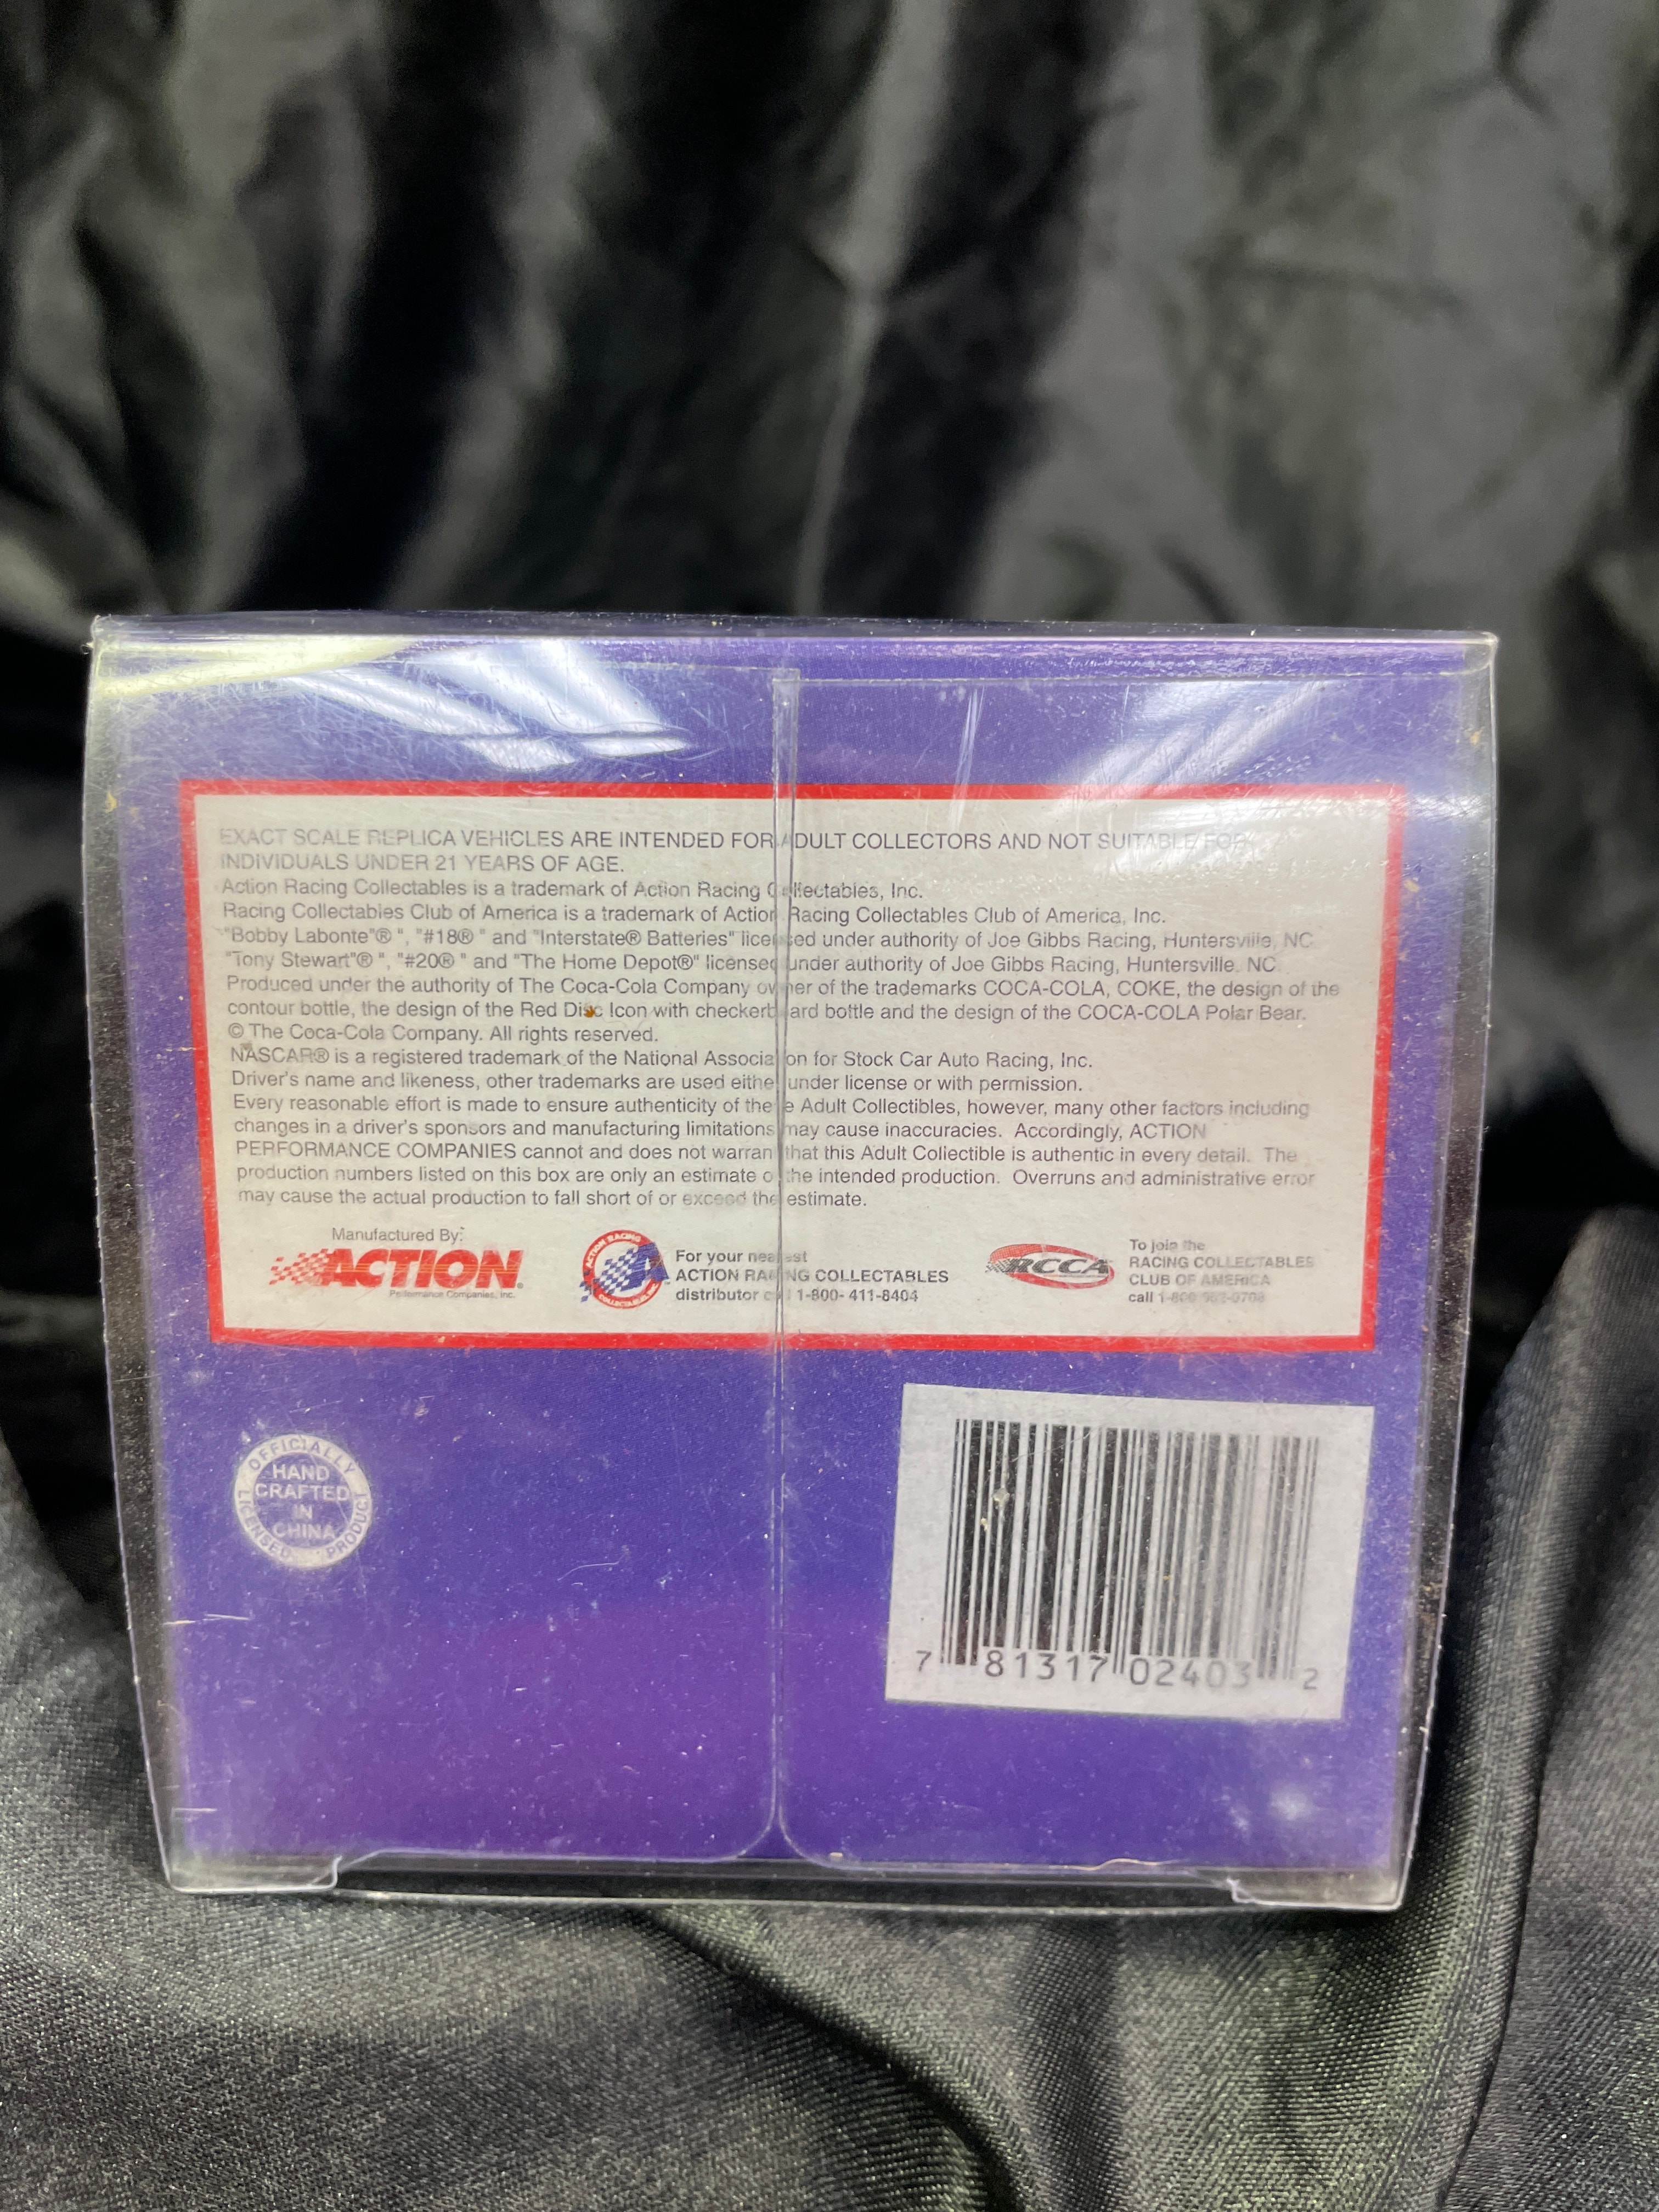 EXACT SCALE REPLICA VEHICLES ARE INTENDED FOR ADULT COLLECTORS AND NOT SUITABLE FOR
INDIVIDUALS UNDER 21 YEARS OF AGE.
Action Racing Collectables is a trademark of Action Racing Collectables, Inc.
Racing Collectables Club of America is a trademark of Action Racing Collectables Club of America, Inc.
"Bobby Labonte"® ", "#18® " and "Interstate® Batteries" licensed under authority of Joe Gibbs Racing, Huntersville, NC
"Tony Stewart"® ", "#20® " and "The Home Depot®" licensed under authority of Joe Gibbs Racing, Huntersville, NC
Produced under the authority of The Coca-Cola Company owner of the trademarks COCA-COLA, COKE, the design of the
contour bottle, the design of the Red Disc Icon with checkerboard bottle and the design of the COCA-COLA Polar Bear.
© The Coca-Cola Company. All rights reserved.
NASCAR® is a registered trademark of the National Association for Stock Car Auto Racing, Inc.
Driver's name and likeness, other trademarks are used either under license or with permission.
Every reasonable effort is made to ensure authenticity of these Adult Collectibles, however, many other factors including
changes in a driver's sponsors and manufacturing limitations may cause inaccuracies. Accordingly, ACTION
PERFORMANCE COMPANIES cannot and does not warrant that this Adult Collectible is authentic in every detail. The
production numbers listed on this box are only an estimate of the intended production. Overruns and administrative error
may cause the actual production to fall short of or exceed the estimate.
Manufactured By:
ACTION
Performance Companies, Inc.
ACTION RACING
COLLECTABLES
For your nearest
ACTION RACING COLLECTABLES
distributor call 1-800- 411-8404
RCCA
To join the
RACING COLLECTABLES
CLUB OF AMERICA
call 1-800
OFFICIALLY
LICENSED PRODUCT
HAND
CRAFTED
IN
CHINA
7 81317 02403 2